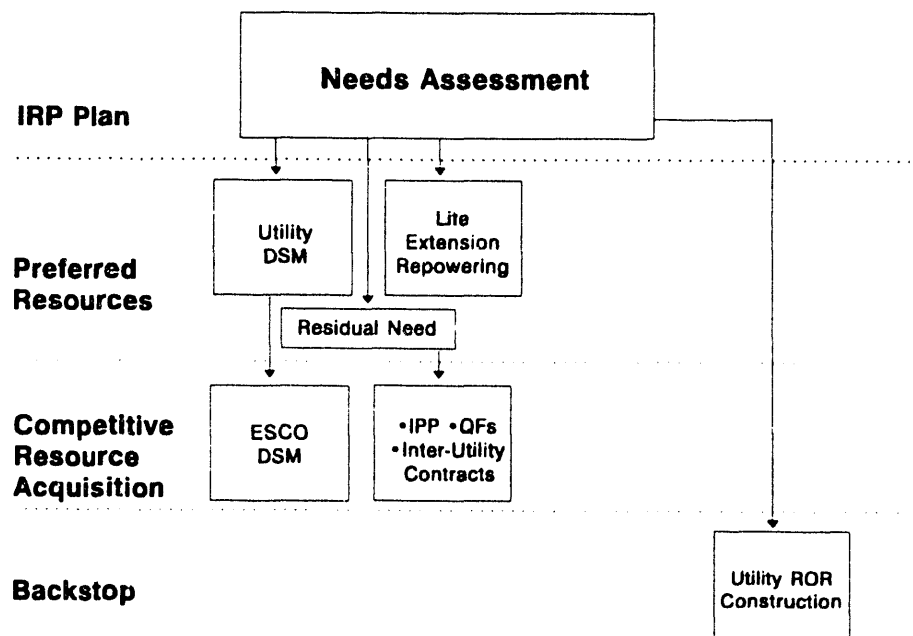 Needs Assessment
IRP Plan
Utility
DSM
Lite
Extension
Repowering
Preferred
Resources
Residual Need
Competitive
Resource
Acquisition
ESCO
DSM
•IPP •QFs
•Inter-Utility
Contracts
Backstop
Utility ROR
Construction